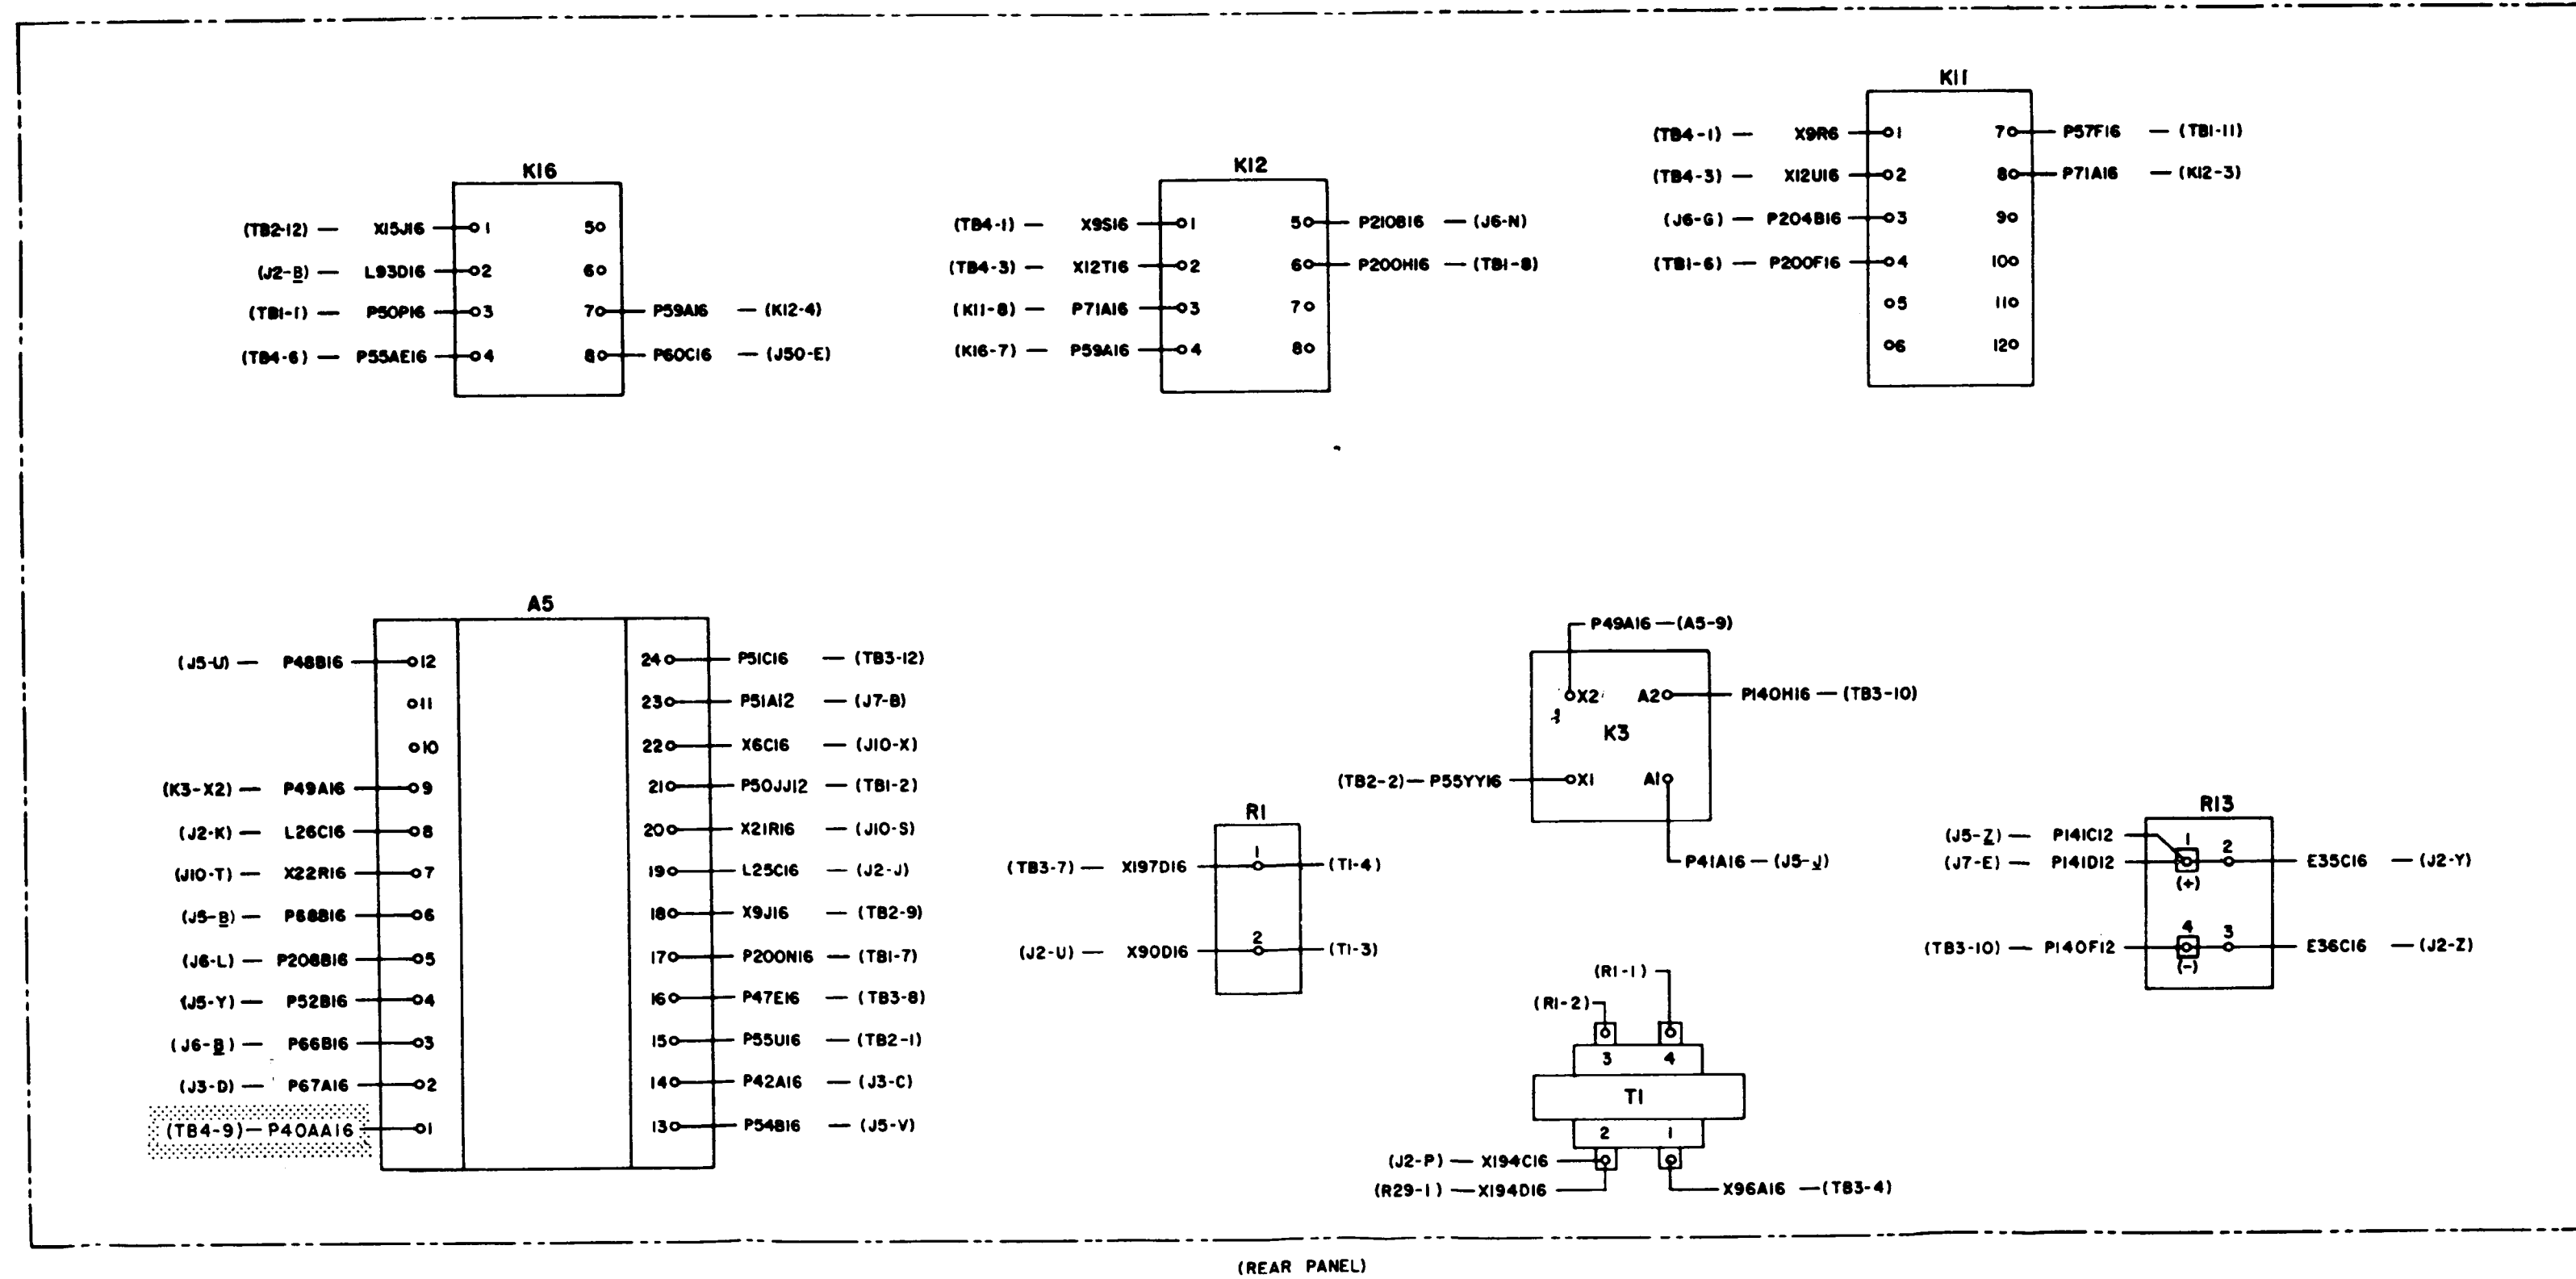 K16
(TB2-12) — X15J16 1 5
(J2-B) — L93D16 2 6
(TB1-1) — P50P16 3 7 P59A16 — (K12-4)
(TB4-6) — P55AE16 4 8 P60C16 — (J50-E)
K12
(TB4-1) — X9S16 1 5 P210B16 — (J6-N)
(TB4-3) — X12T16 2 6 P200H16 — (TB1-8)
(K11-8) — P71A16 3 7
(K16-7) — P59A16 4 8
K11
(TB4-1) — X9R6 1 7 P57F16 — (TB1-11)
(TB4-3) — X12U16 2 8 P71A16 — (K12-3)
(J6-G) — P204B16 3 9
(TB1-6) — P200F16 4 10
5 11
6 12
A5
(J5-U) — P48B16 12 24 P51C16 — (TB3-12)
11 23 P51A12 — (J7-B)
10 22 X6C16 — (J10-X)
(K3-X2) — P49A16 9 21 P50JJ12 — (TB1-2)
(J2-K) — L26C16 8 20 X21R16 — (J10-S)
(J10-T) — X22R16 7 19 L25C16 — (J2-J)
(J5-B) — P68B16 6 18 X9J16 — (TB2-9)
(J6-L) — P208B16 5 17 P200N16 — (TB1-7)
(J5-Y) — P52B16 4 16 P47E16 — (TB3-8)
(J6-B) — P66B16 3 15 P55U16 — (TB2-1)
(J3-D) — P67A16 2 14 P42A16 — (J3-C)
(TB4-9) — P40AA16 1 13 P54B16 — (J5-V)
R1
1
(TB3-7) — X197D16 (T1-4)
2
(J2-U) — X90D16 (T1-3)
P49A16 — (A5-9)
X2 A2 P140H16 — (TB3-10)
K3
(TB2-2) — P55YY16 X1 A1
P41A16 — (J5-J)
(R1-1)
(R1-2)
3 4
T1
2 1
(J2-P) — X194C16
(R29-1) — X194D16 X96A16 — (TB3-4)
R13
(J5-Z) — P141C12 1 2
(J7-E) — P141D12 E35C16 — (J2-Y)
(+)
4 3
(TB3-10) — P140F12 E36C16 — (J2-Z)
(-)
(REAR PANEL)